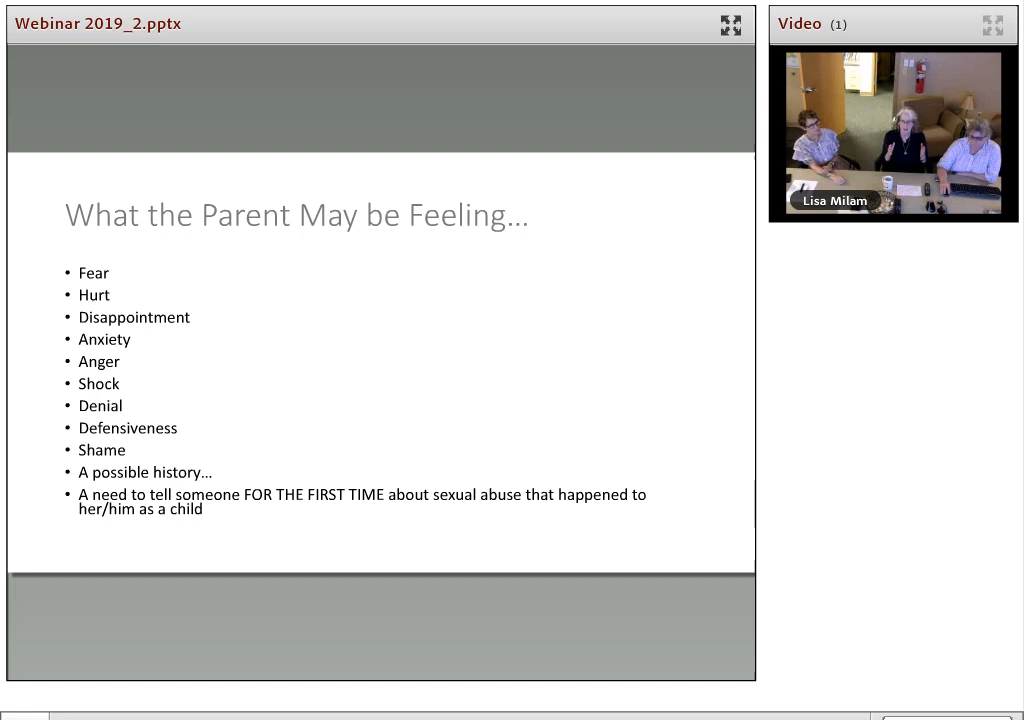 Webinar 2019_2.pptx
Video (1)
Lisa Milam
What the Parent May be Feeling...
• Fear
• Hurt
• Disappointment
• Anxiety
• Anger
• Shock
• Denial
• Defensiveness
• Shame
• A possible history...
• A need to tell someone FOR THE FIRST TIME about sexual abuse that happened to
her/him as a child